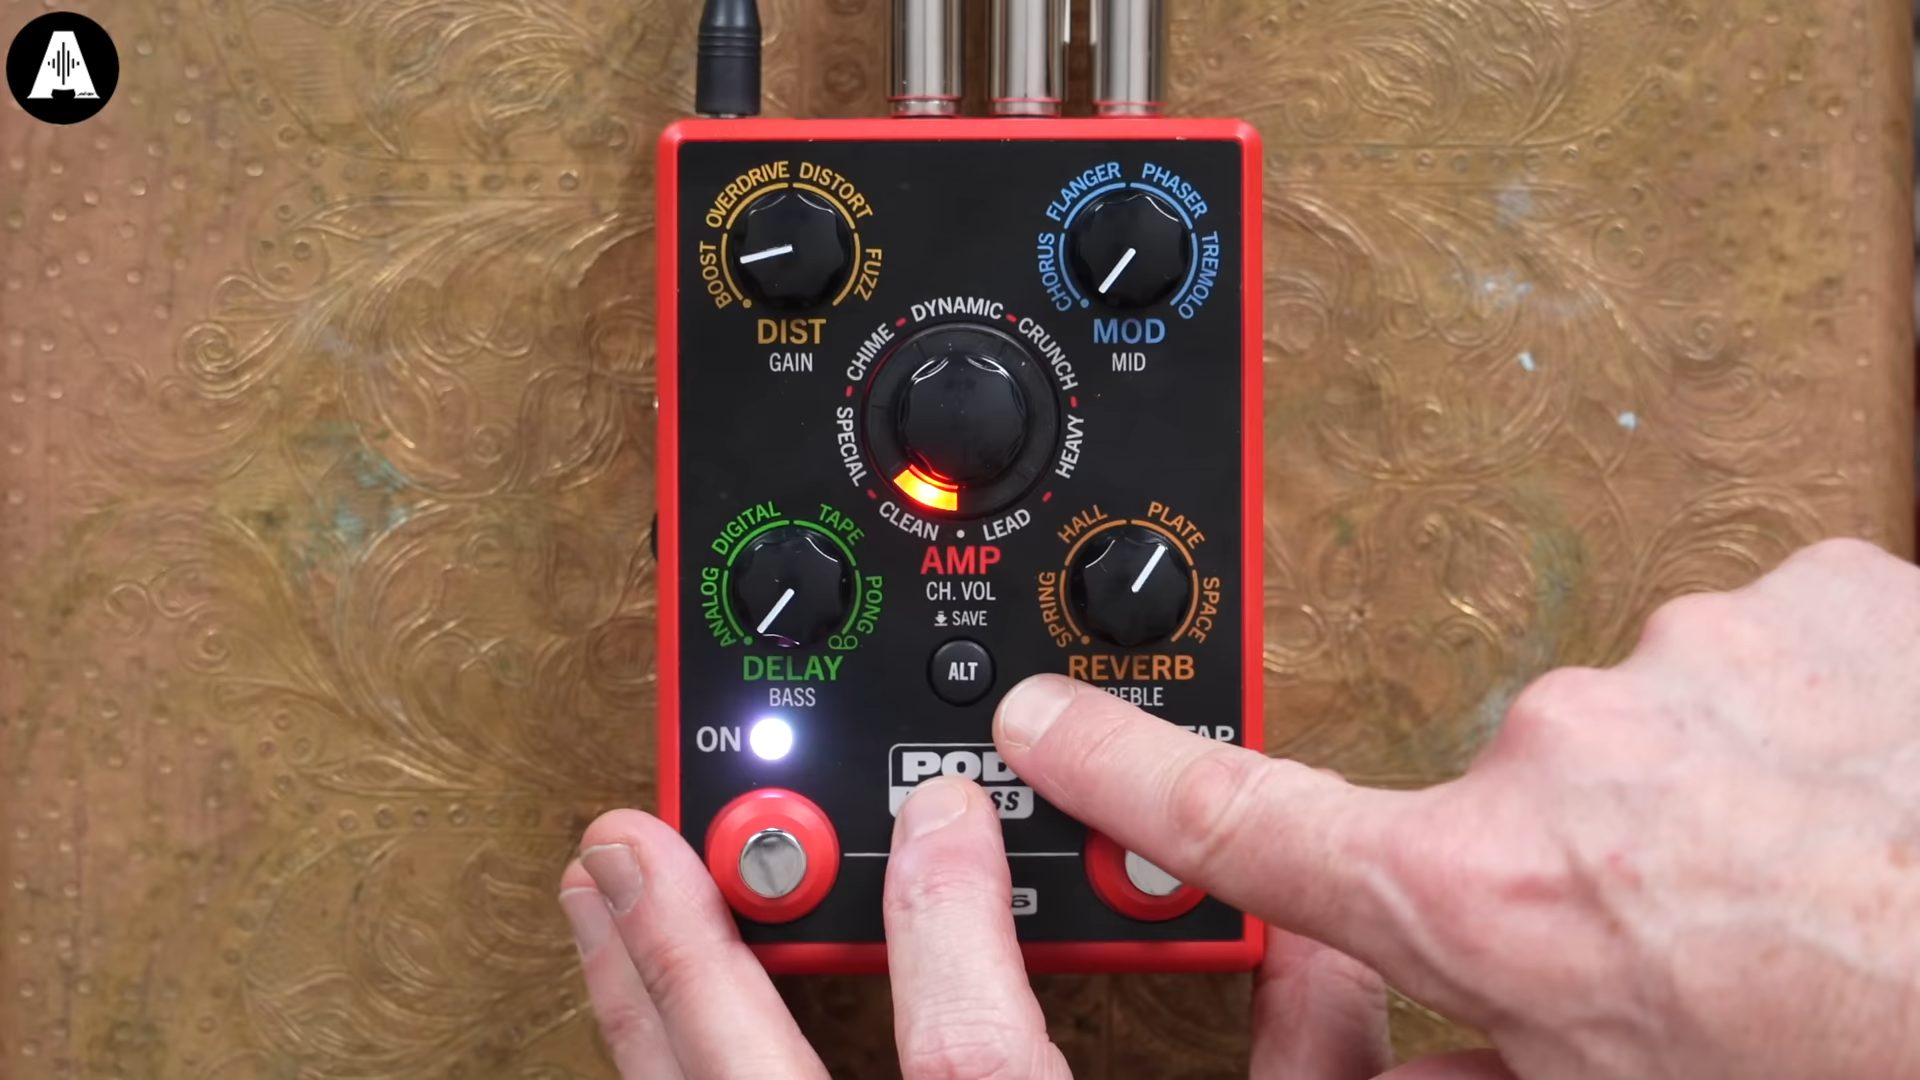 A
OVERDRIVE DISTORT
BOOST
FUZZ
DIST
GAIN
FLANGER PHASER
CHORUS
TREMOLO
MOD
MID
DYNAMIC
CHIME
CRUNCH
SPECIAL
HEAVY
CLEAN
LEAD
AMP
CH. VOL
SAVE
ALT
DIGITAL TAPE
ANALOG
PONG
DELAY
BASS
HALL PLATE
SPRING
SPACE
REVERB
ON
POD